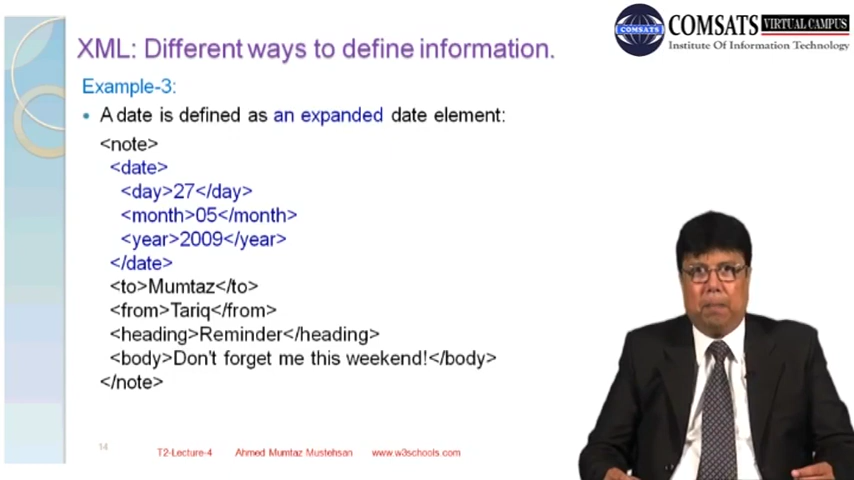 XML: Different ways to define information.
COMSATS VIRTUAL CAMPUS
Institute Of Information Technology
COMSATS
Example-3:
• A date is defined as an expanded date element:
<note>
<date>
<day>27</day>
<month>05</month>
<year>2009</year>
</date>
<to>Mumtaz</to>
<from>Tariq</from>
<heading>Reminder</heading>
<body>Don't forget me this weekend!</body>
</note>
14
T2-Lecture-4 Ahmed Mumtaz Mustehsan www.w3schools.com